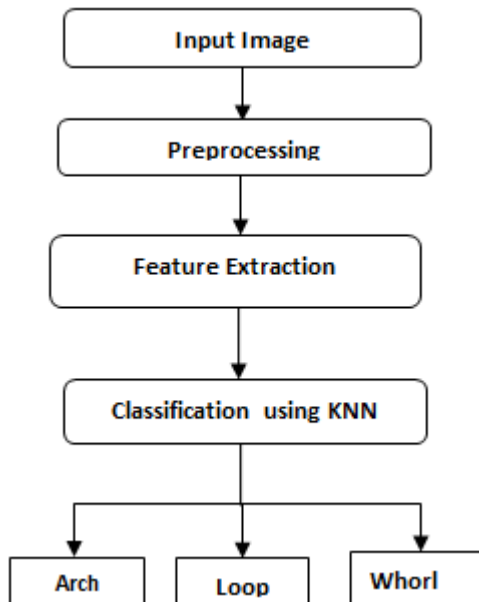 Input Image
Preprocessing
Feature Extraction
Classification using KNN
Arch
Loop
Whorl